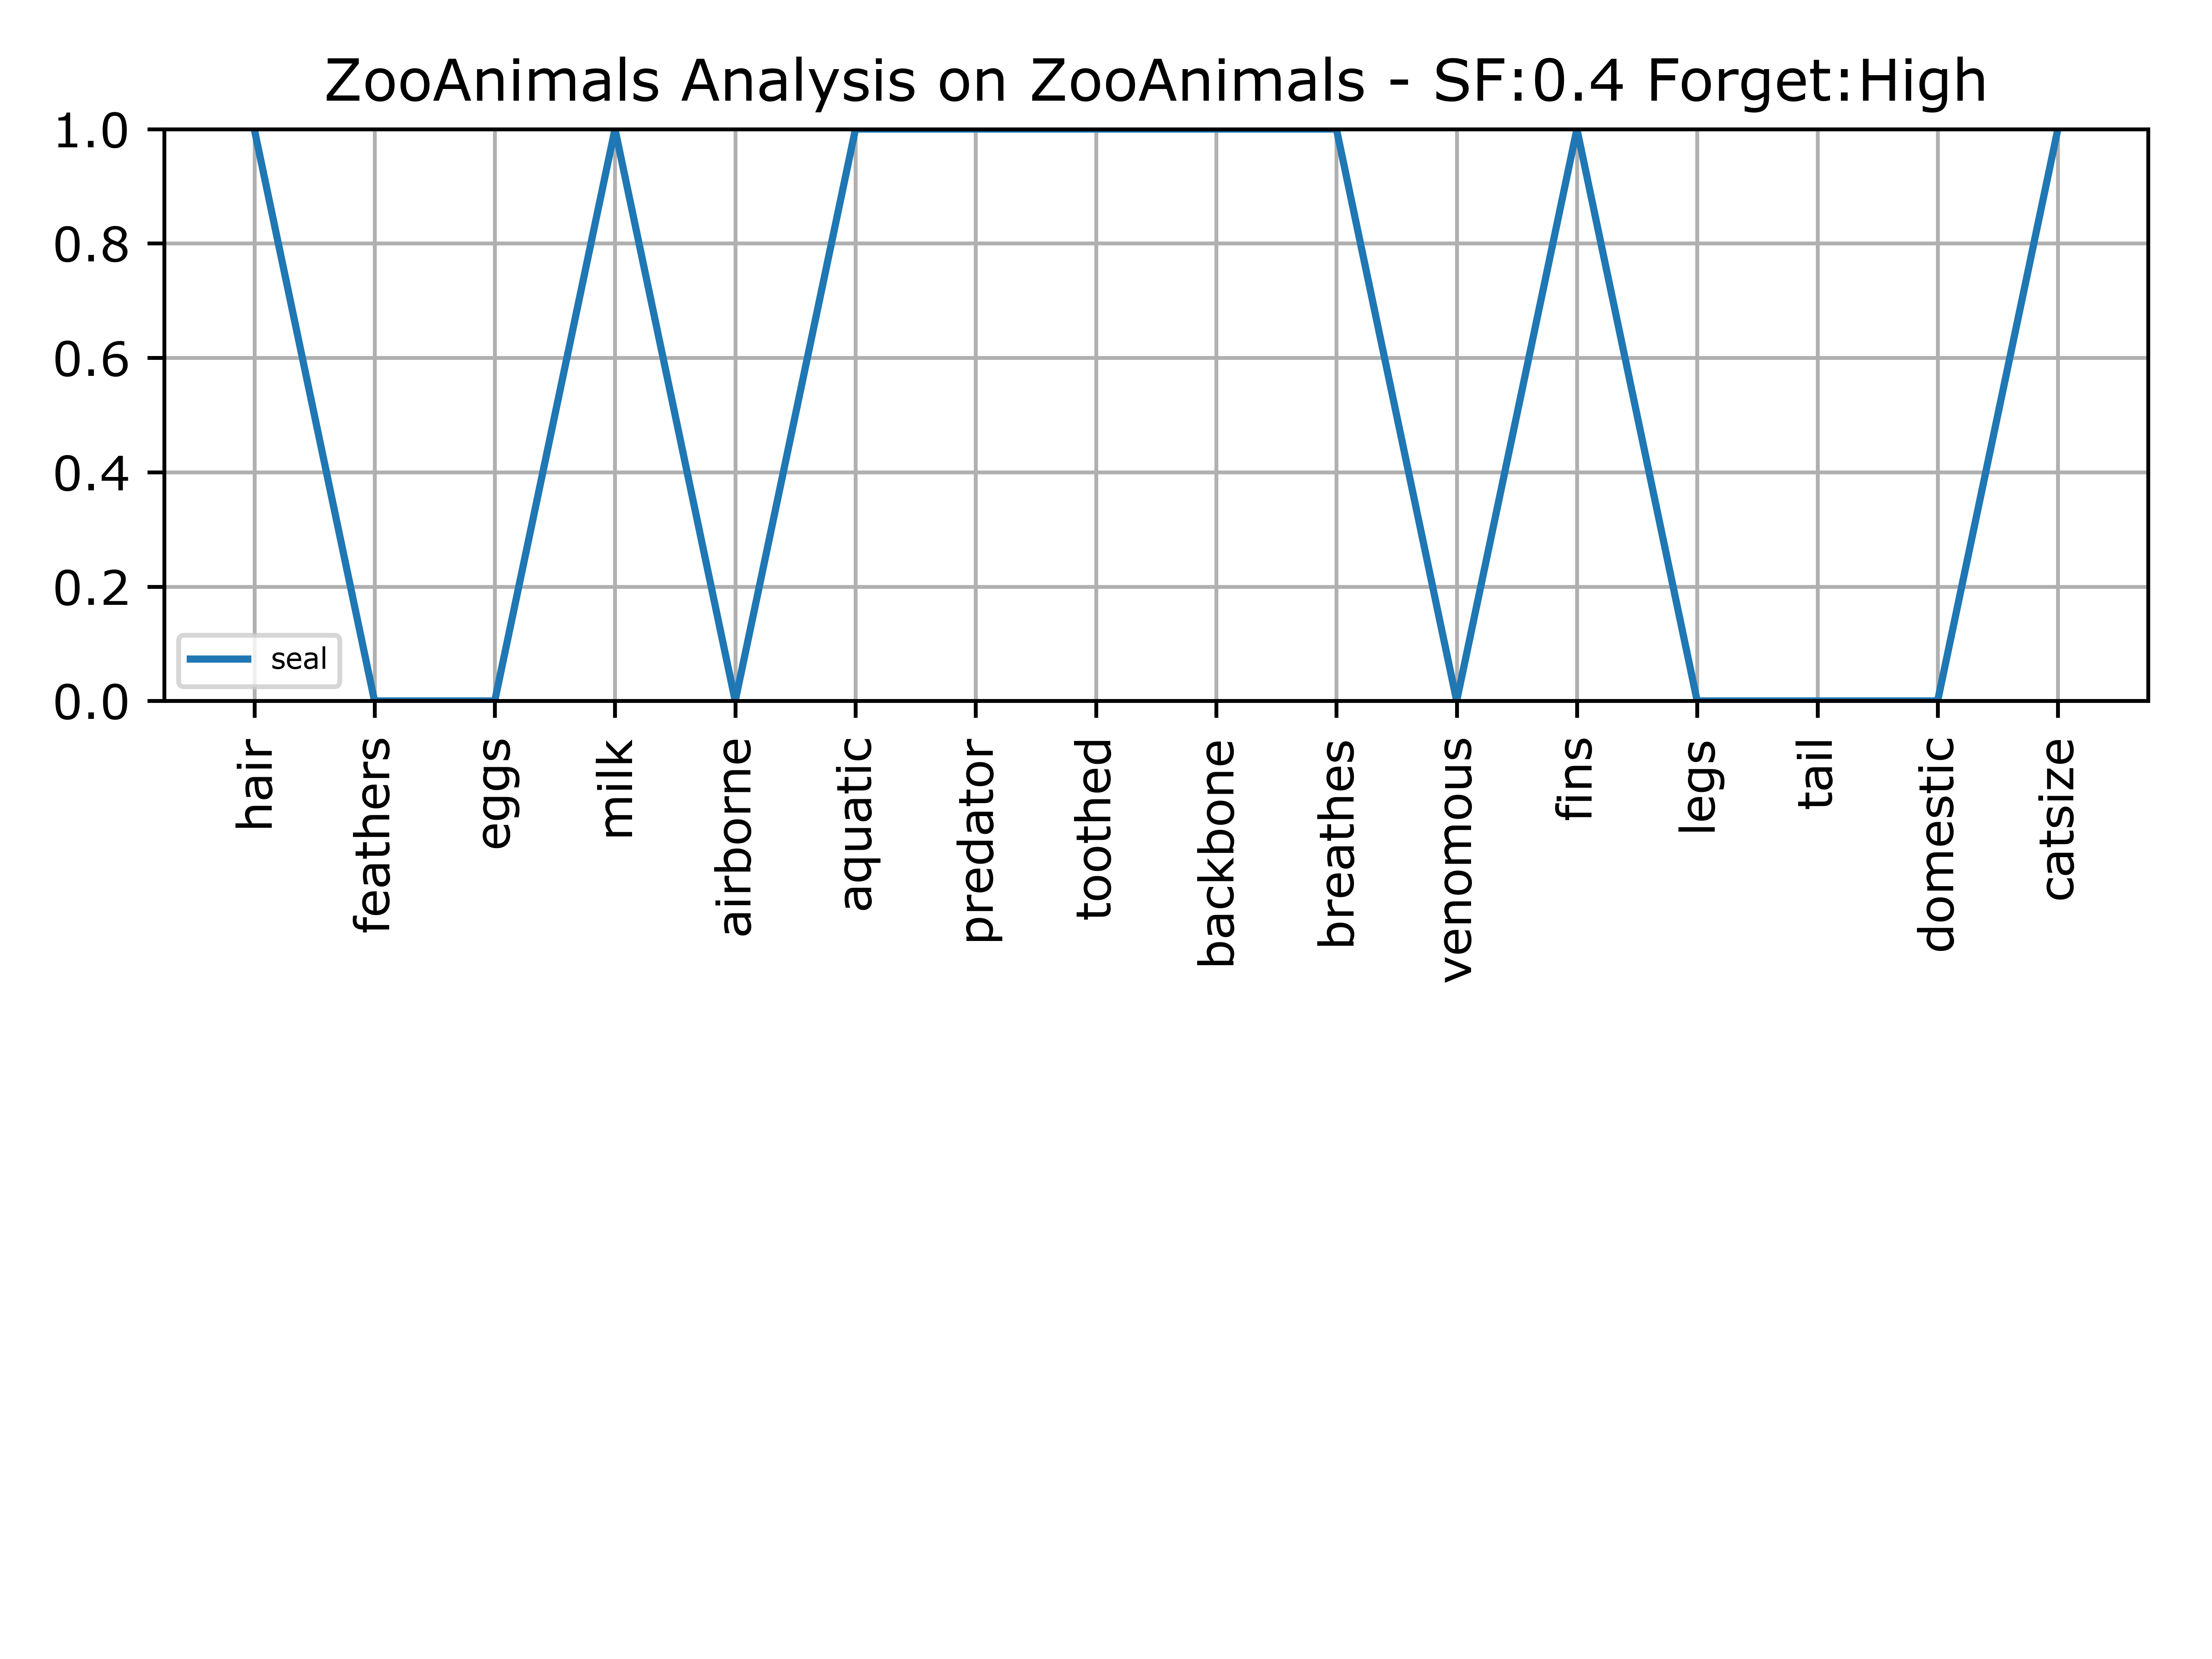 ZooAnimals Analysis on ZooAnimals - SF:0.4 Forget:High
1.0
0.8
0.6
0.4
0.2
0.0
seal
hair
feathers
eggs
milk
airborne
aquatic
predator
toothed
backbone
breathes
venomous
fins
legs
tail
domestic
catsize